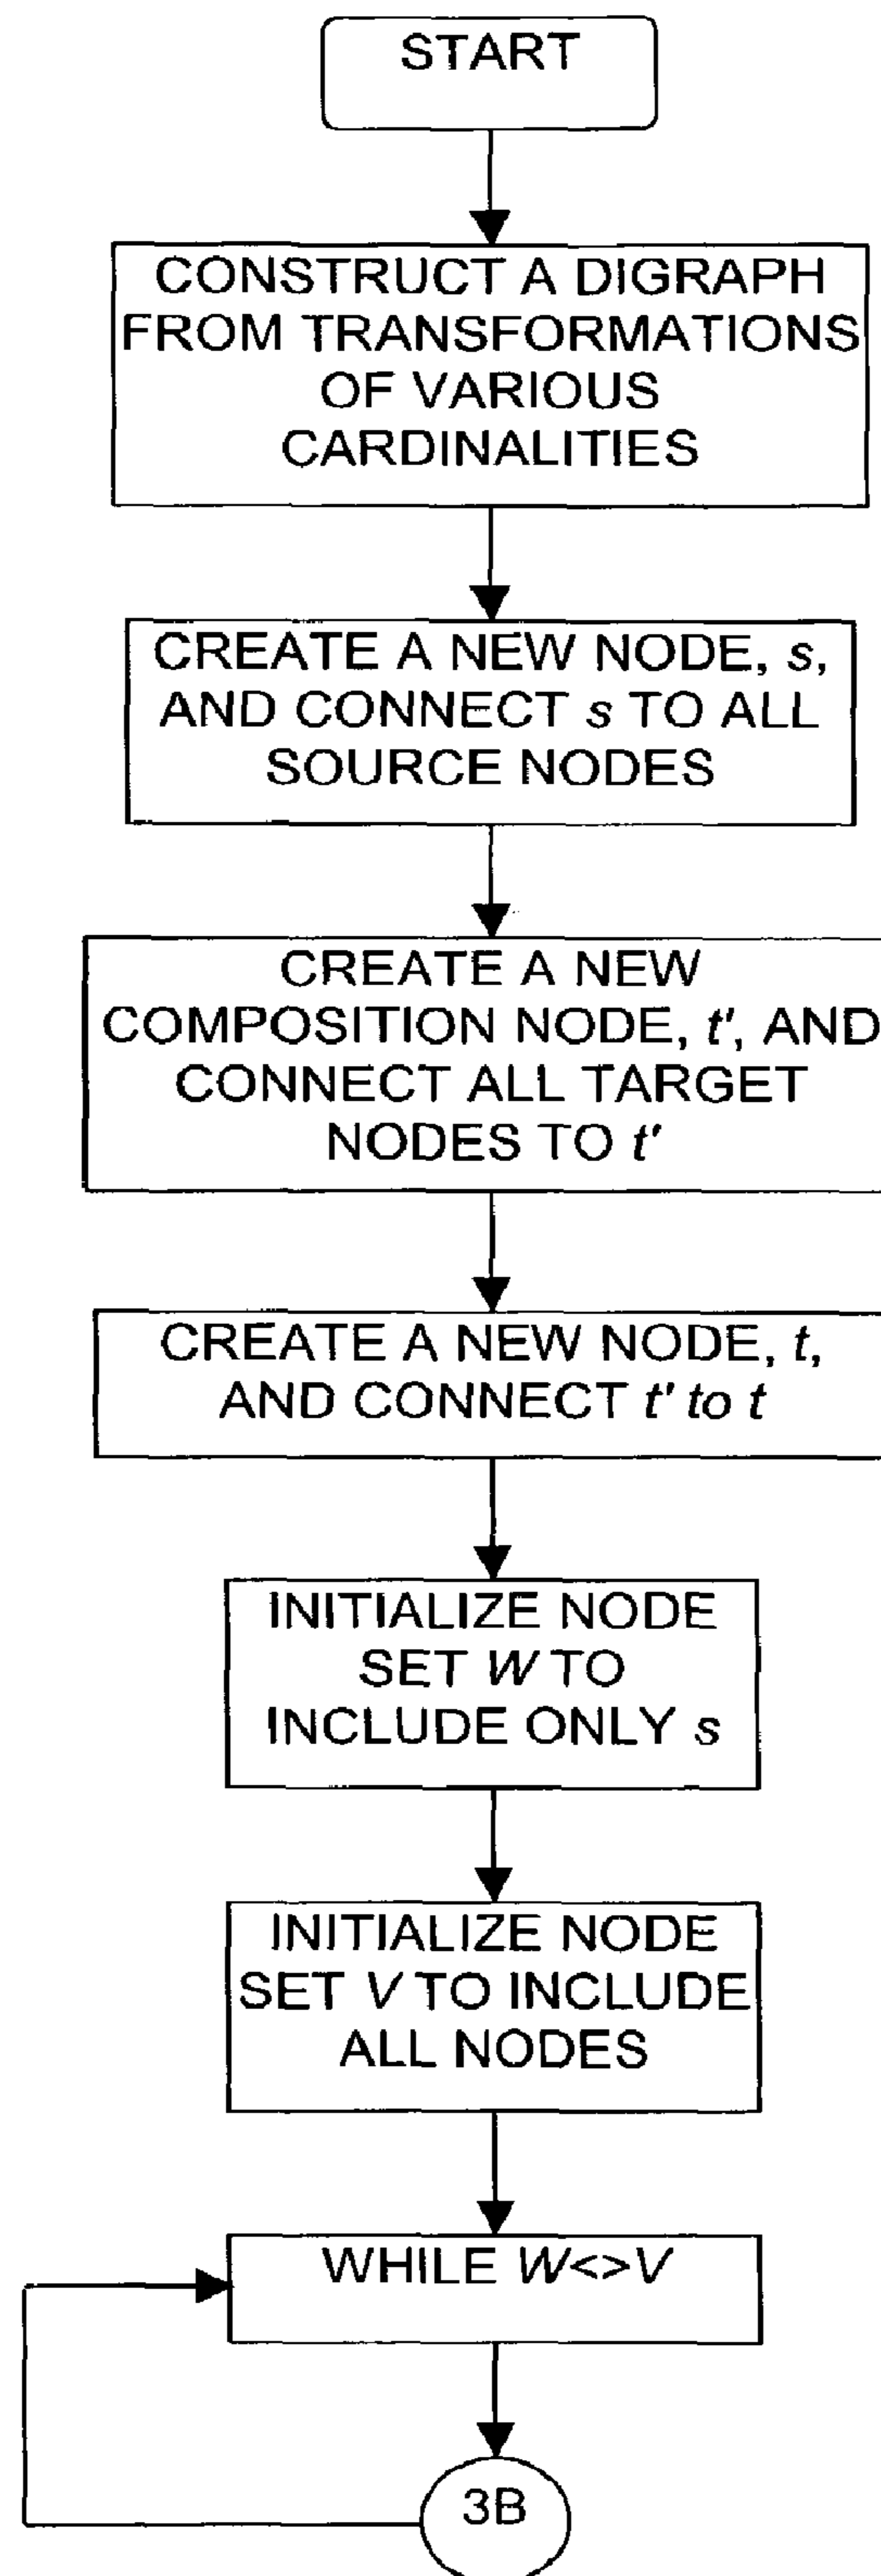 START
CONSTRUCT A DIGRAPH
FROM TRANSFORMATIONS
OF VARIOUS
CARDINALITIES
CREATE A NEW NODE, s,
AND CONNECT s TO ALL
SOURCE NODES
CREATE A NEW
COMPOSITION NODE, t', AND
CONNECT ALL TARGET
NODES TO t'
CREATE A NEW NODE, t,
AND CONNECT t' to t
INITIALIZE NODE
SET W TO
INCLUDE ONLY s
INITIALIZE NODE
SET V TO INCLUDE
ALL NODES
WHILE W<>V
3B